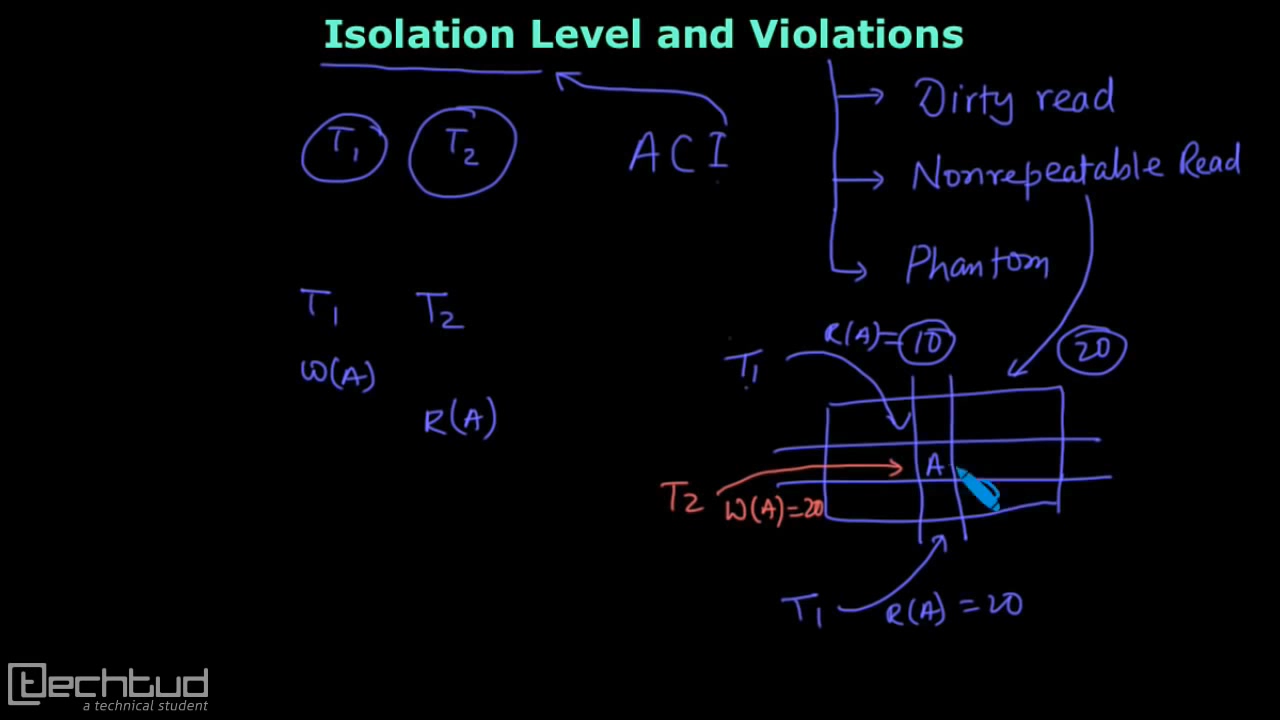 Isolation Level and Violations
T1 T2 ACI
Dirty read
Nonrepeatable Read
Phantom
T1 T2
W(A)
R(A)
R(A)=10
20
T1
A
T2 W(A)=20
T1 R(A)=20
techtud
a technical student